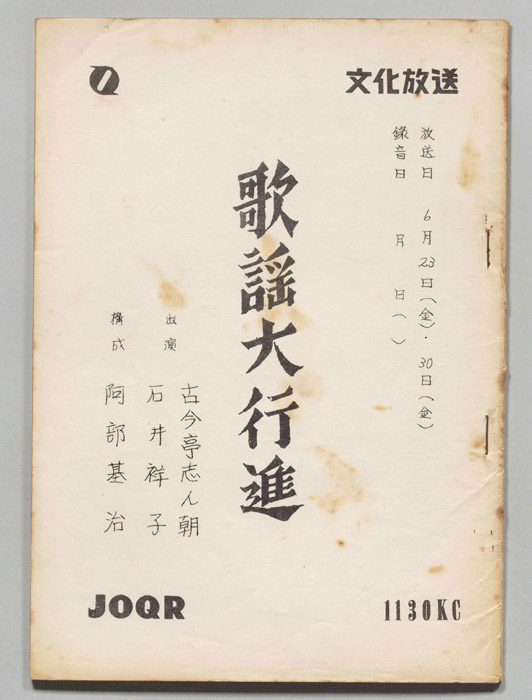 Q
文化放送
放送日 6月23日(金)・30日(金)
錄音日 月 日( )
歌謡大行進
出演 古今亭志ん朝
石井祥子
構成 阿部基治
JOQR
1130KC